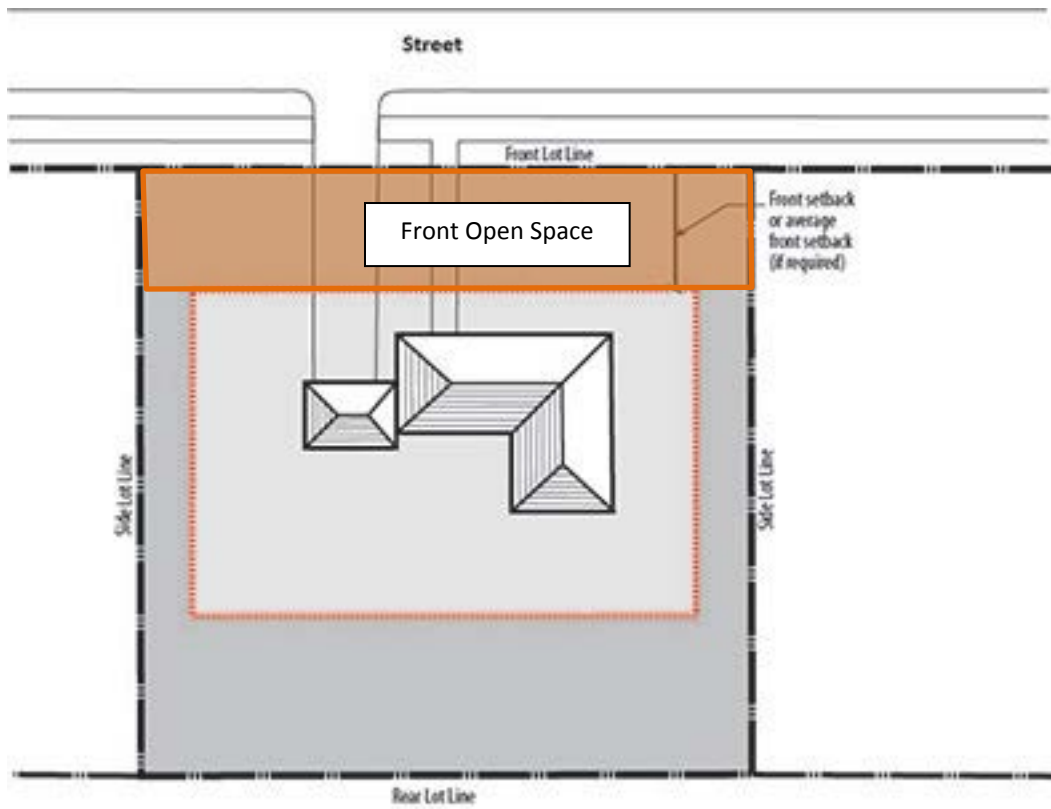 Street
Front Lot Line
Front Open Space
Front setback
or average
front setback
(if required)
Side Lot Line
Side Lot Line
Rear Lot Line